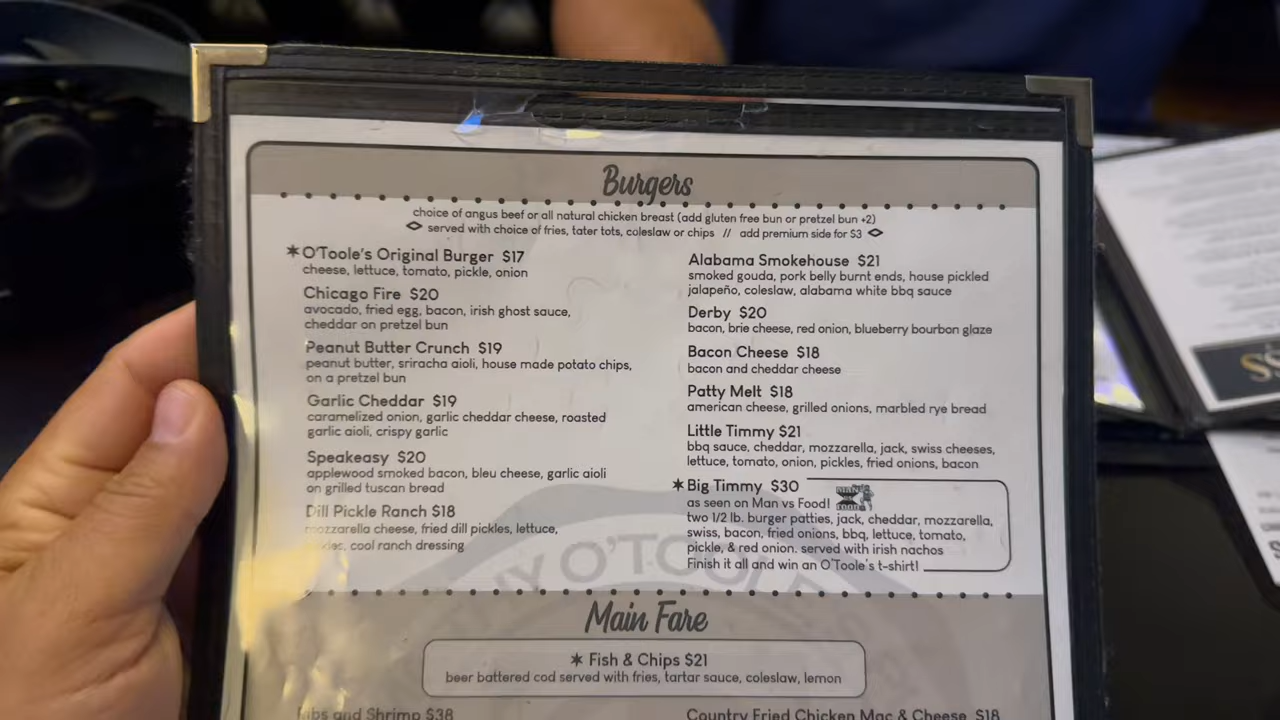 Burgers
choice of angus beef or all natural chicken breast (add gluten free bun or pretzel bun +2)
served with choice of fries, tater tots, coleslaw or chips // add premium side for $3
*O'Toole's Original Burger $17
cheese, lettuce, tomato, pickle, onion
Chicago Fire $20
avocado, fried egg, bacon, irish ghost sauce,
cheddar on pretzel bun
Peanut Butter Crunch $19
peanut butter, sriracha aioli, house made potato chips,
on a pretzel bun
Garlic Cheddar $19
caramelized onion, garlic cheddar cheese, roasted
garlic aioli, crispy garlic
Speakeasy $20
applewood smoked bacon, bleu cheese, garlic aioli
on grilled tuscan bread
Dill Pickle Ranch $18
mozzarella cheese, fried dill pickles, lettuce,
cool ranch dressing
Alabama Smokehouse $21
smoked gouda, pork belly burnt ends, house pickled
jalapeño, coleslaw, alabama white bbq sauce
Derby $20
bacon, brie cheese, red onion, blueberry bourbon glaze
Bacon Cheese $18
bacon and cheddar cheese
Patty Melt $18
american cheese, grilled onions, marbled rye bread
Little Timmy $21
bbq sauce, cheddar, mozzarella, jack, swiss cheeses,
lettuce, tomato, onion, pickles, fried onions, bacon
*Big Timmy $30
as seen on Man vs Food!
two 1/2 lb. burger patties, jack, cheddar, mozzarella,
swiss, bacon, fried onions, bbq, lettuce, tomato,
pickle, & red onion. served with irish nachos
Finish it all and win an O'Toole's t-shirt!
O'TOOLE'S
Main Fare
* Fish & Chips $21
beer battered cod served with fries, tartar sauce, coleslaw, lemon
Ribs and Shrimp $38
Country Fried Chicken Mac & Cheese $18